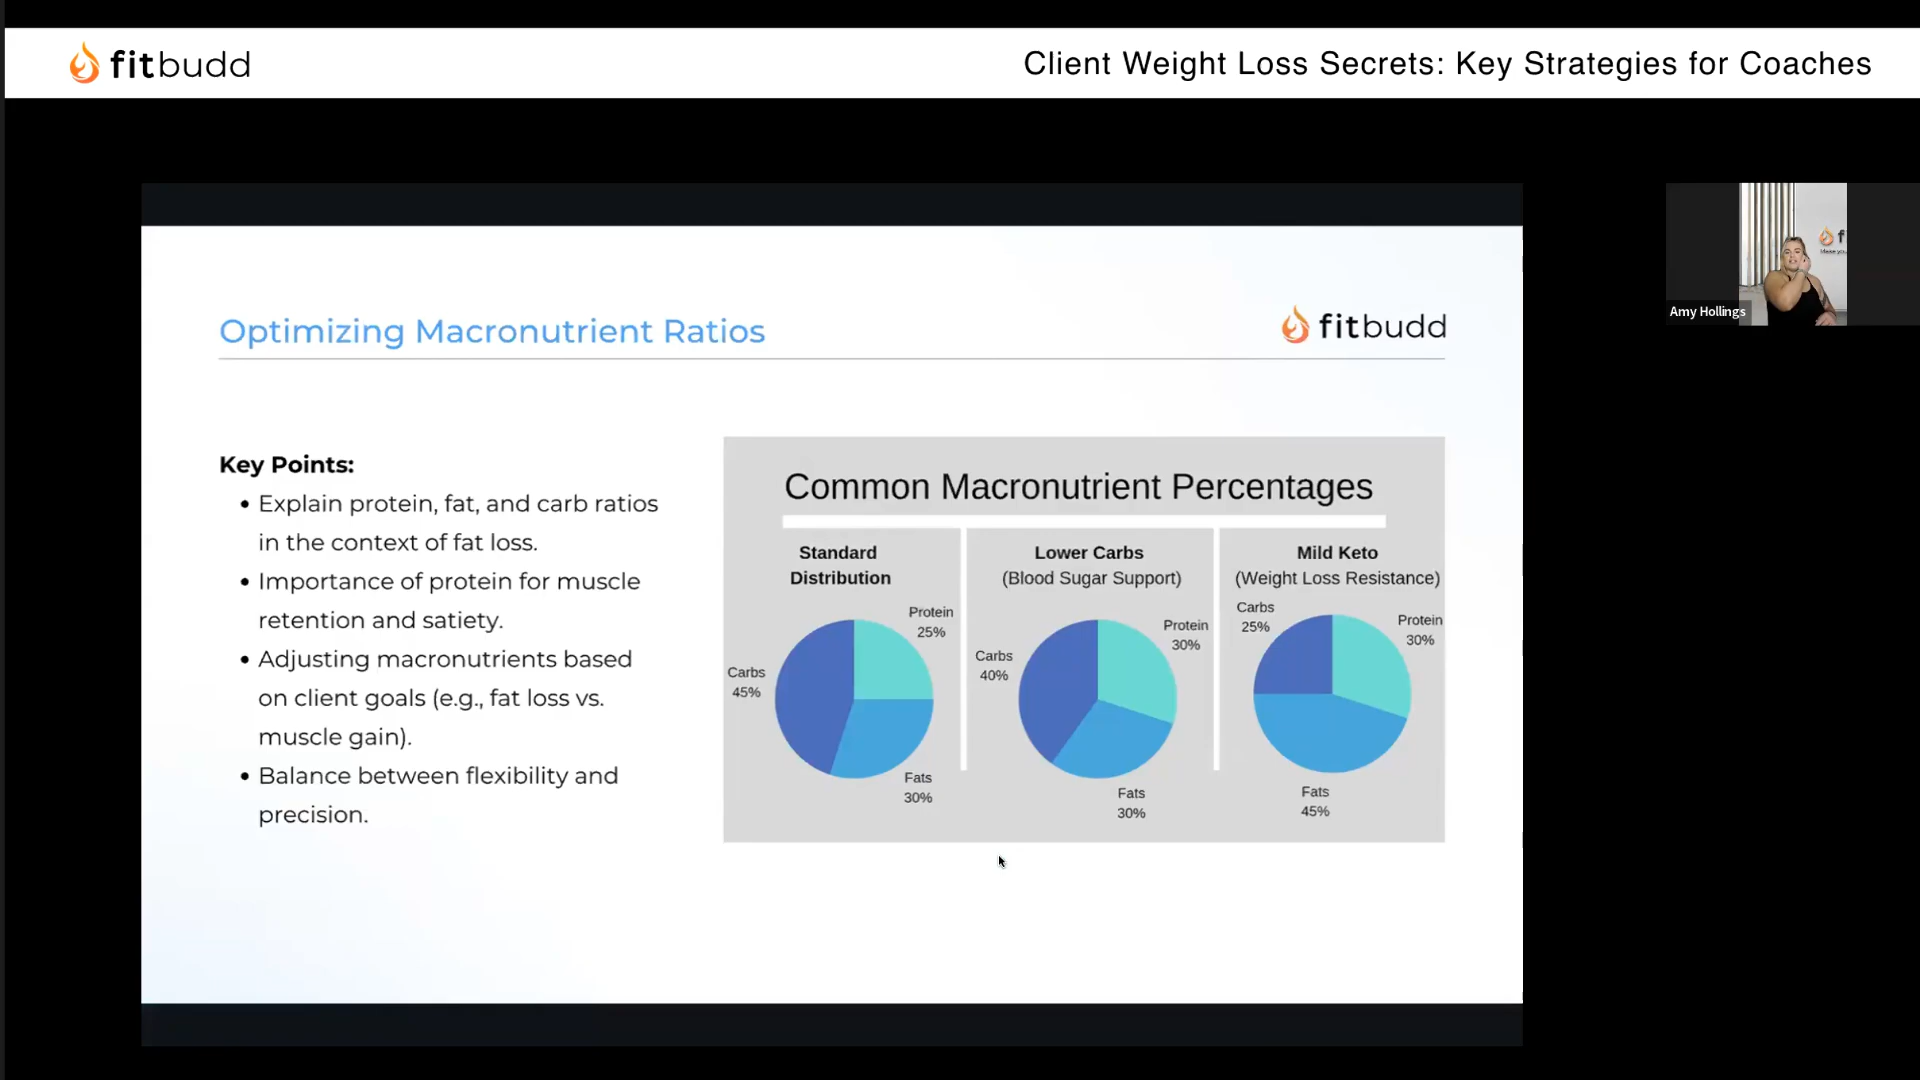 fitbudd
Client Weight Loss Secrets: Key Strategies for Coaches
Amy Hollings
Optimizing Macronutrient Ratios
fitbudd
Key Points:
• Explain protein, fat, and carb ratios
in the context of fat loss.
• Importance of protein for muscle
retention and satiety.
• Adjusting macronutrients based
on client goals (e.g., fat loss vs.
muscle gain).
• Balance between flexibility and
precision.
Common Macronutrient Percentages
Standard
Distribution
Protein
25%
Carbs
45%
Fats
30%
Lower Carbs
(Blood Sugar Support)
Protein
30%
Carbs
40%
Fats
30%
Mild Keto
(Weight Loss Resistance)
Carbs
25%
Protein
30%
Fats
45%